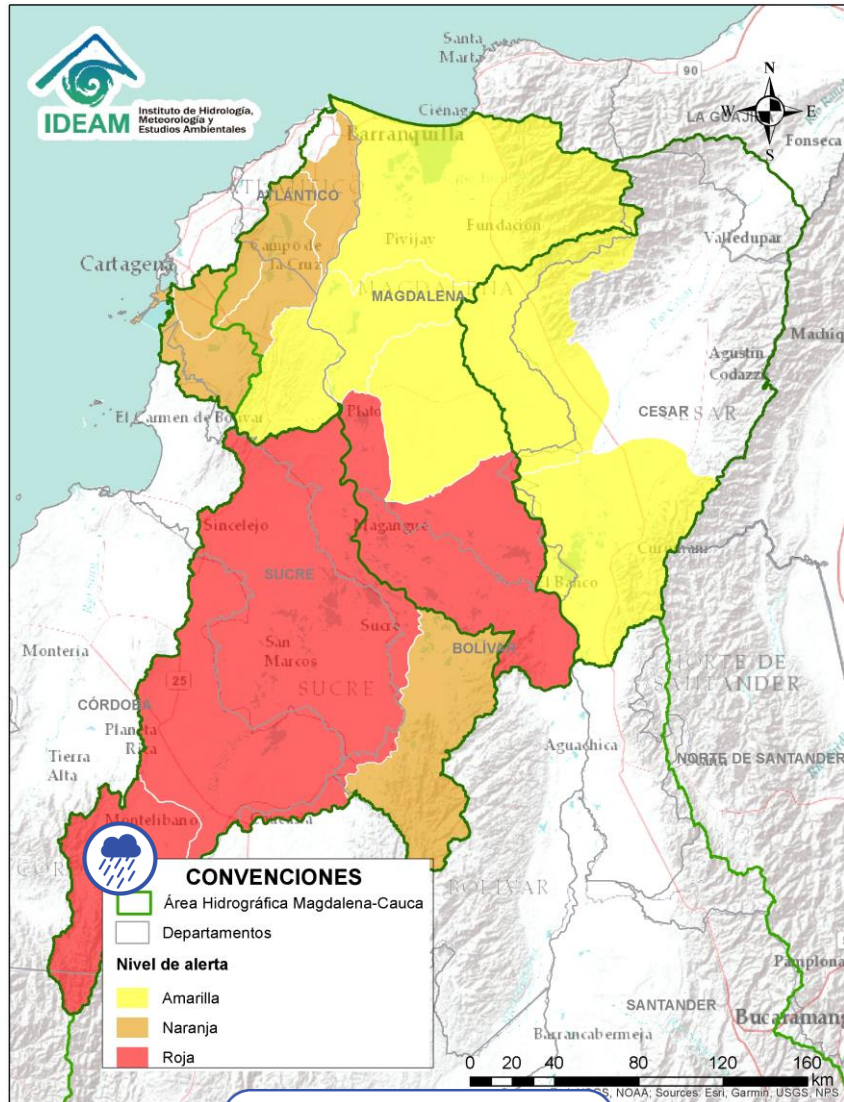 IDEAM
Instituto de Hidrología,
Meteorología y
Estudios Ambientales
Santa
Marta
90
N
W
E
S
LA GUAJIRA
Ciénaga
Fonseca
Barranquilla
ATLÁNTICO
Pivijay
Fundación
Valledupar
Campo de
la Cruz
Cartagena
MAGDALENA
MAGDALENA
Agustín
Codazzi
CESAR
CESAR
El Carmen de Bolívar
Plato
Sincelejo
Magangué
SUCRE
El Banco
Sucre
BOLÍVAR
Montería
San
Marcos
25
SUCRE
NORTE DE
SANTANDER
CÓRDOBA
Planeta
Rica
Aguachica
Tierra
Alta
NORTE DE SANTANDER
Montelíbano
BOLÍVAR
CONVENCIONES
Área Hidrográfica Magdalena-Cauca
Departamentos
Nivel de alerta
Amarilla
Naranja
Roja
Pamplona
SANTANDER
Barrancabermeja
0 20 40 80 120 160
km
NOAA; Sources: Esri, Garmin, USGS, NPS